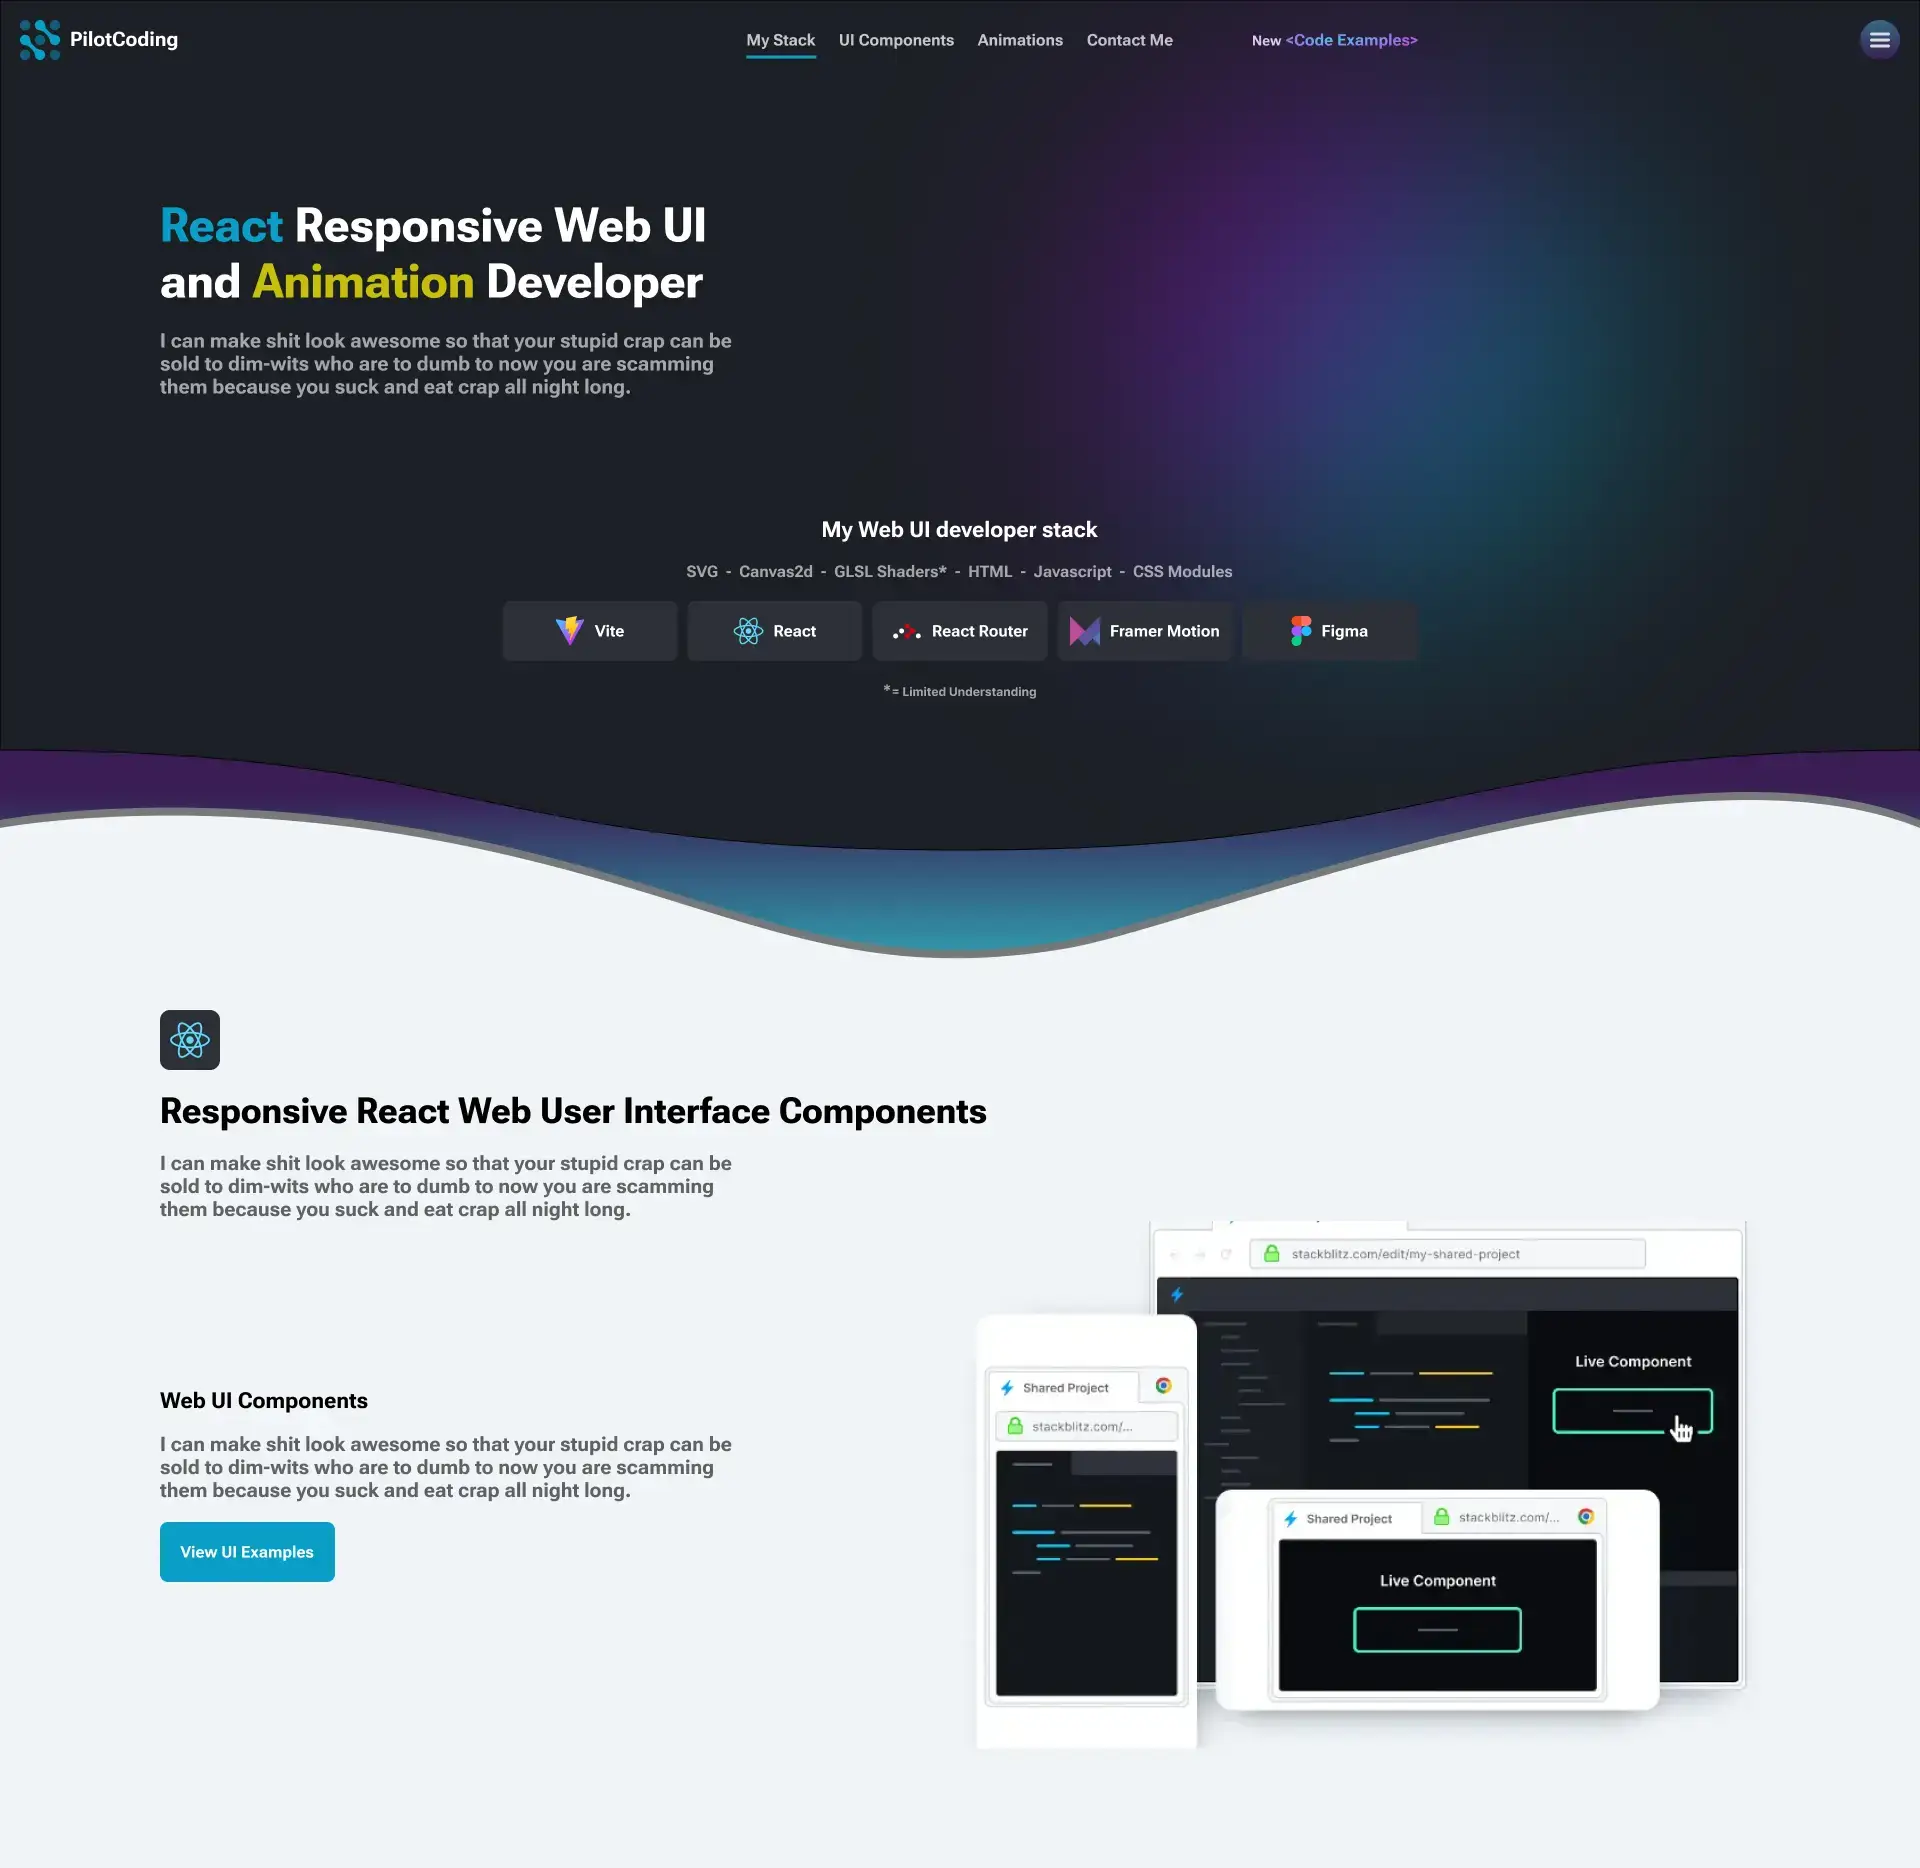 PilotCoding
My Stack UI Components Animations Contact Me New <Code Examples>
React Responsive Web UI
and Animation Developer
I can make shit look awesome so that your stupid crap can be
sold to dim-wits who are to dumb to now you are scamming
them because you suck and eat crap all night long.
My Web UI developer stack
SVG - Canvas2d - GLSL Shaders* - HTML - Javascript - CSS Modules
Vite React React Router Framer Motion Figma
* = Limited Understanding
Responsive React Web User Interface Components
I can make shit look awesome so that your stupid crap can be
sold to dim-wits who are to dumb to now you are scamming
them because you suck and eat crap all night long.
Web UI Components
I can make shit look awesome so that your stupid crap can be
sold to dim-wits who are to dumb to now you are scamming
them because you suck and eat crap all night long.
View UI Examples
stackblitz.com/edit/my-shared-project
Live Component
Shared Project
stackblitz.com/...
Shared Project stackblitz.com/...
Live Component